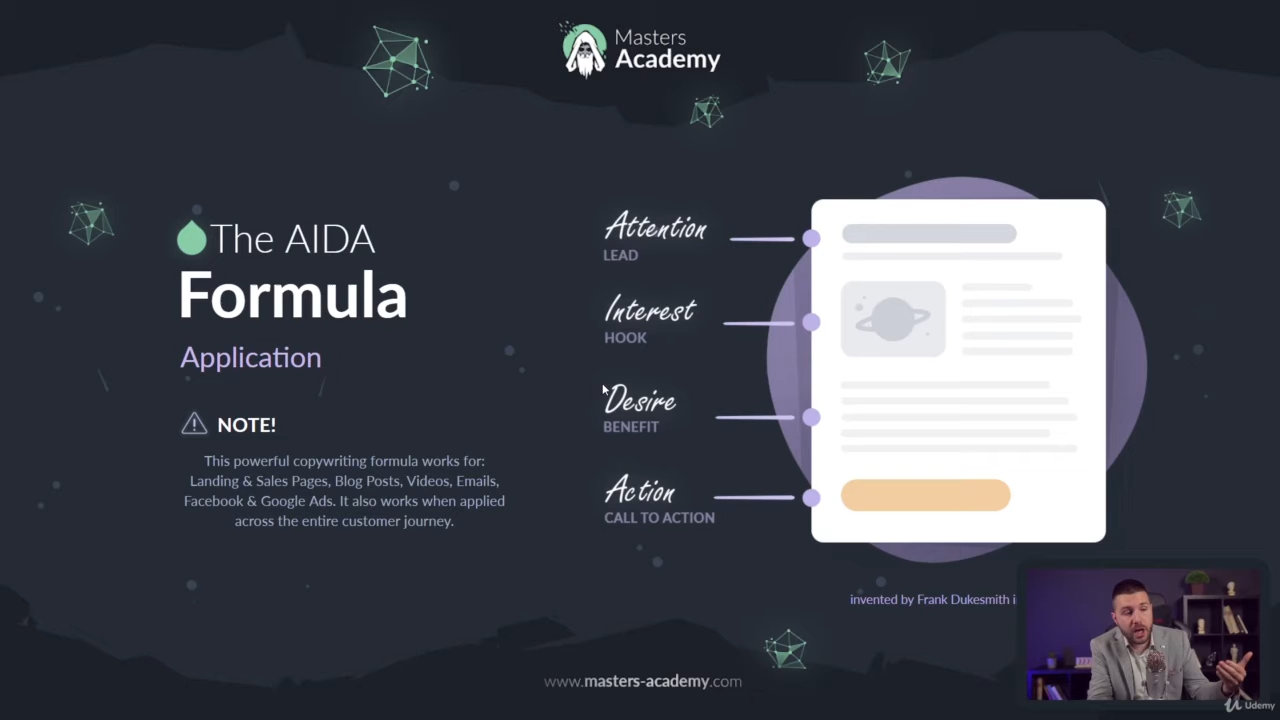 Masters
Academy
The AIDA
Formula
Application
NOTE!
This powerful copywriting formula works for:
Landing & Sales Pages, Blog Posts, Videos, Emails,
Facebook & Google Ads. It also works when applied
across the entire customer journey.
Attention
LEAD
Interest
HOOK
Desire
BENEFIT
Action
CALL TO ACTION
invented by Frank Dukesmith
www.masters-academy.com
Udemy